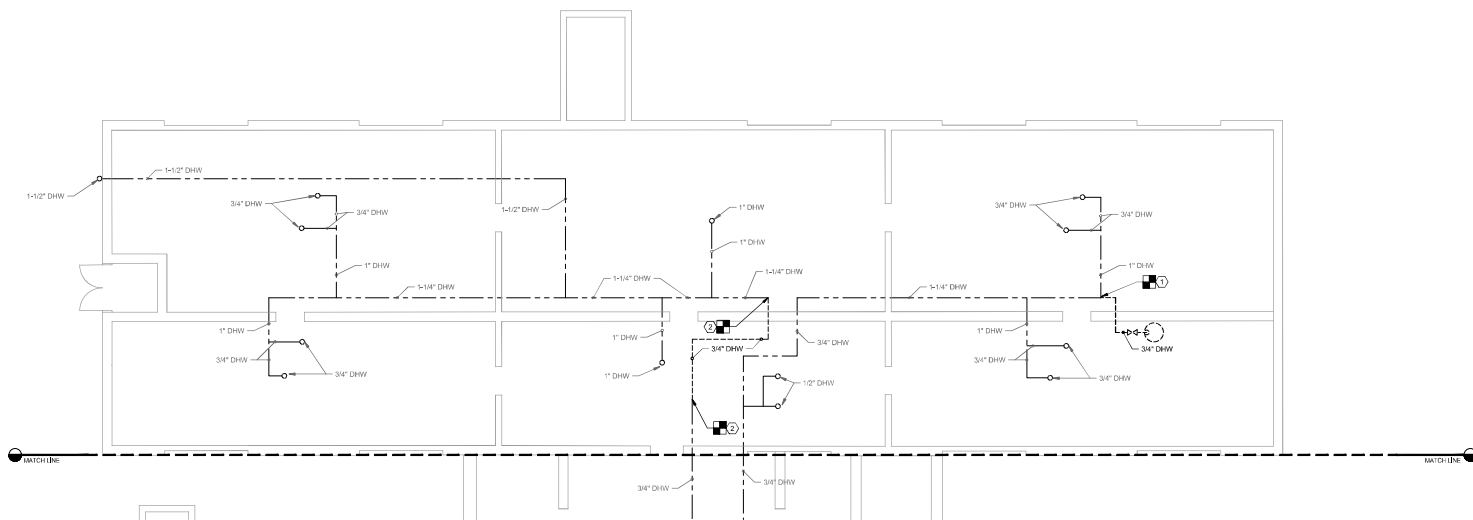 1-1/2" DHW
1-1/2" DHW
3/4" DHW
3/4" DHW
1-1/2" DHW
1" DHW
1" DHW
3/4" DHW
3/4" DHW
1" DHW
1-1/4" DHW
1-1/4" DHW
1-1/4" DHW
1-1/4" DHW
1" DHW
1
2
1" DHW
3/4" DHW
3/4" DHW
1" DHW
3/4" DHW
3/4" DHW
1" DHW
3/4" DHW
3/4" DHW
3/4" DHW
1" DHW
1/2" DHW
3/4" DHW
2
MATCH LINE
MATCH LINE
3/4" DHW
3/4" DHW